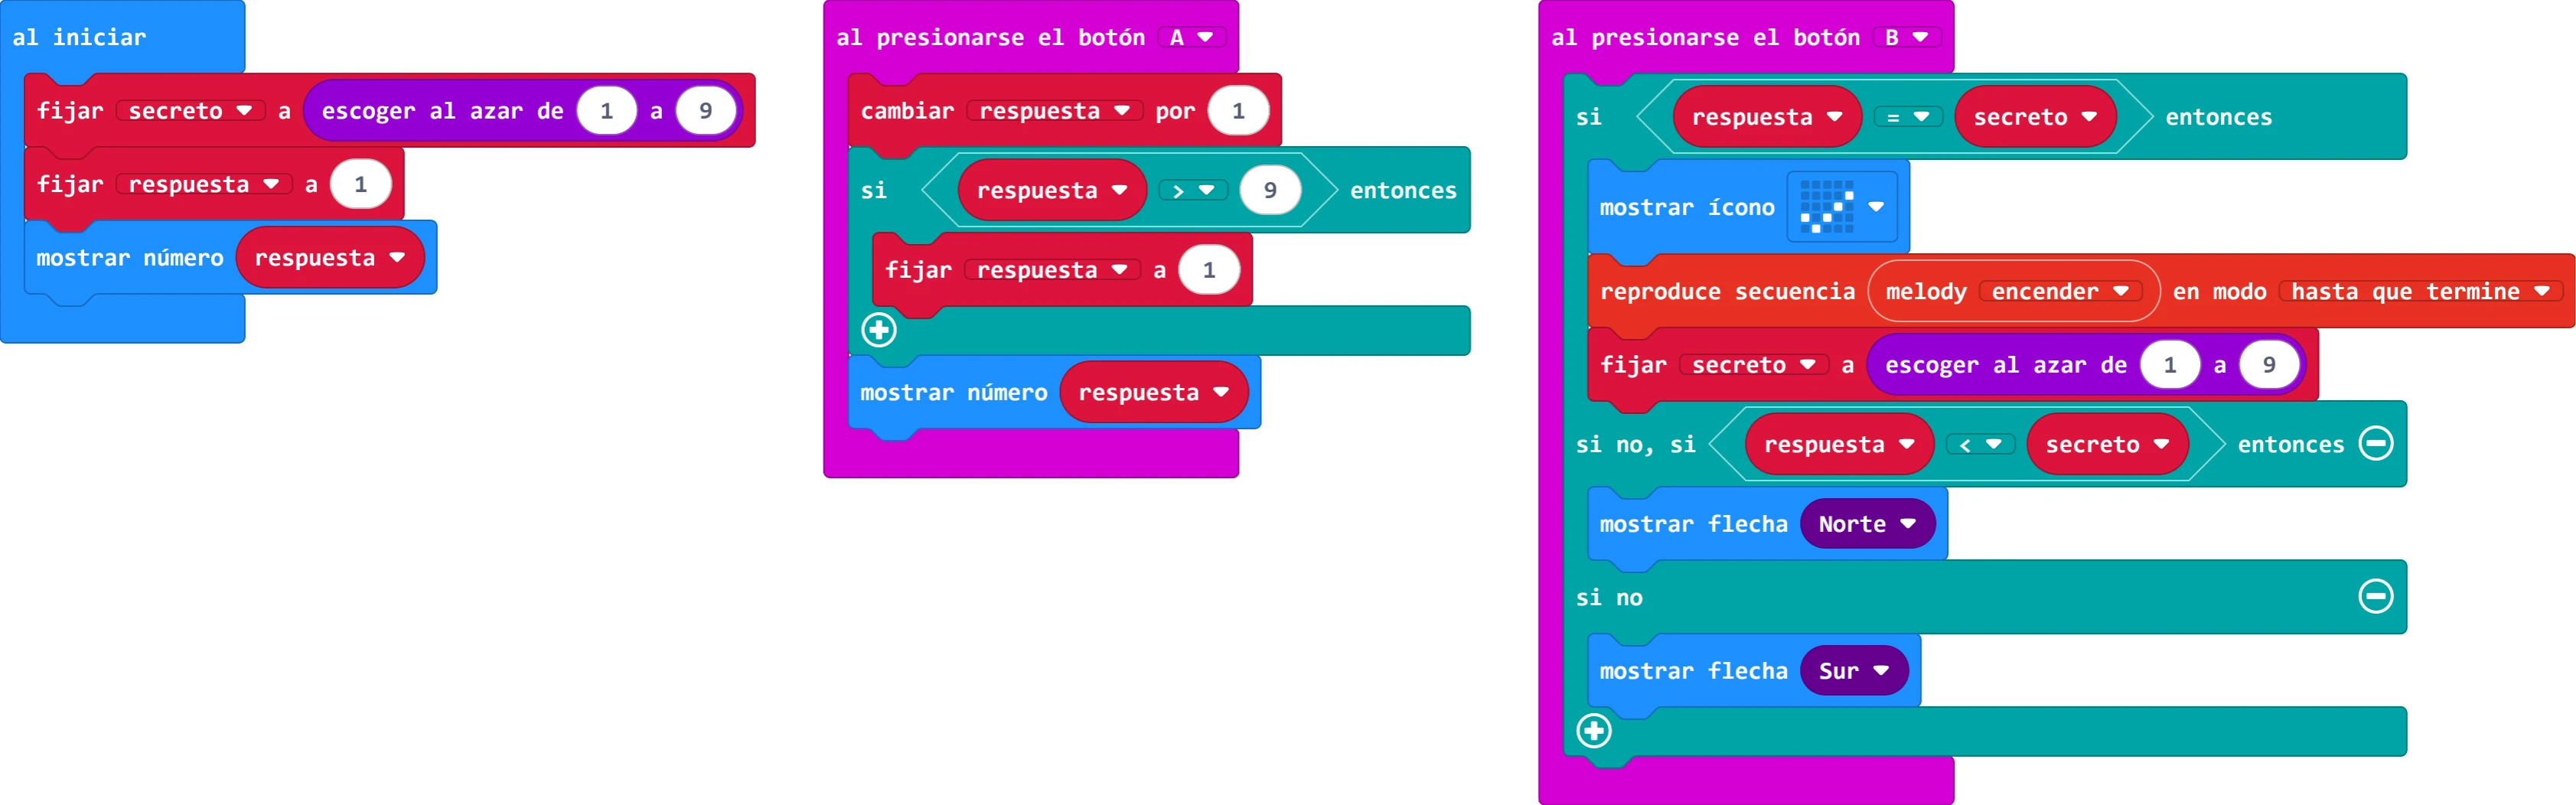 al iniciar
fijar secreto a escoger al azar de 1 a 9
fijar respuesta a 1
mostrar número respuesta
al presionarse el botón A
cambiar respuesta por 1
si respuesta > 9 entonces
fijar respuesta a 1
mostrar número respuesta
al presionarse el botón B
si respuesta = secreto entonces
mostrar ícono
reproduce secuencia melody encender en modo hasta que termine
fijar secreto a escoger al azar de 1 a 9
si no, si respuesta < secreto entonces
mostrar flecha Norte
si no
mostrar flecha Sur